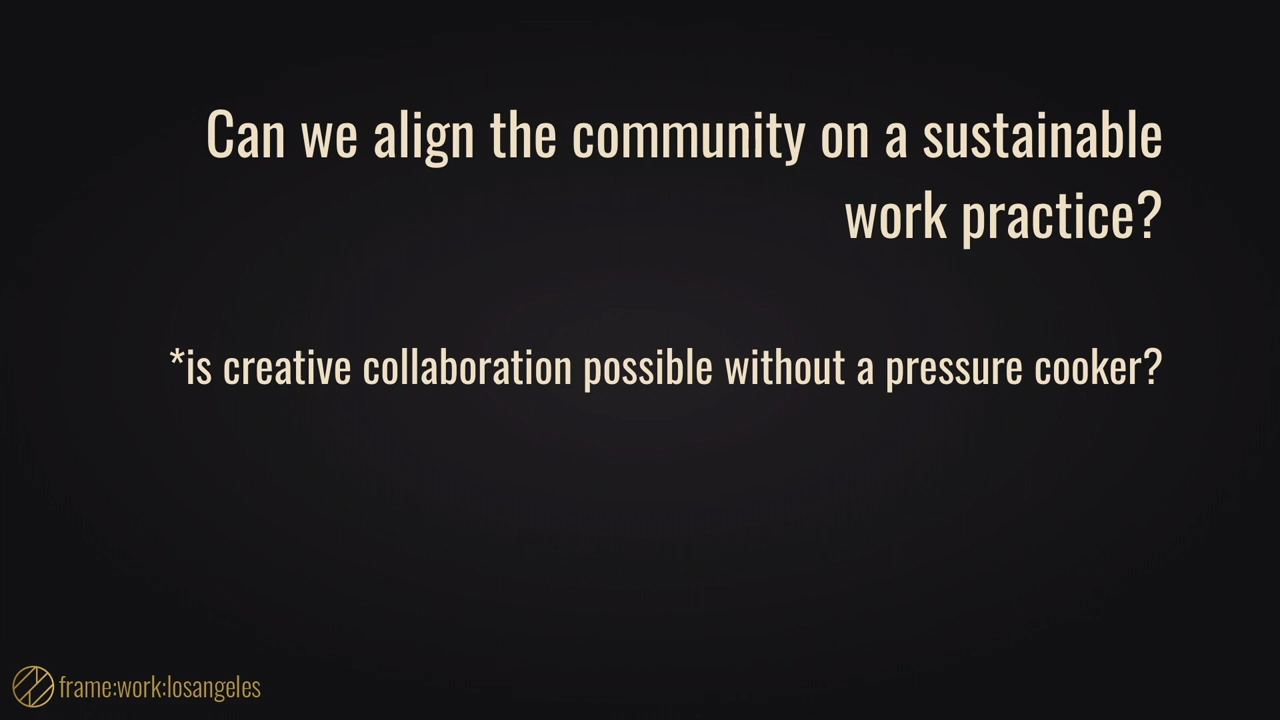 Can we align the community on a sustainable
work practice?
*is creative collaboration possible without a pressure cooker?
frame:work:losangeles